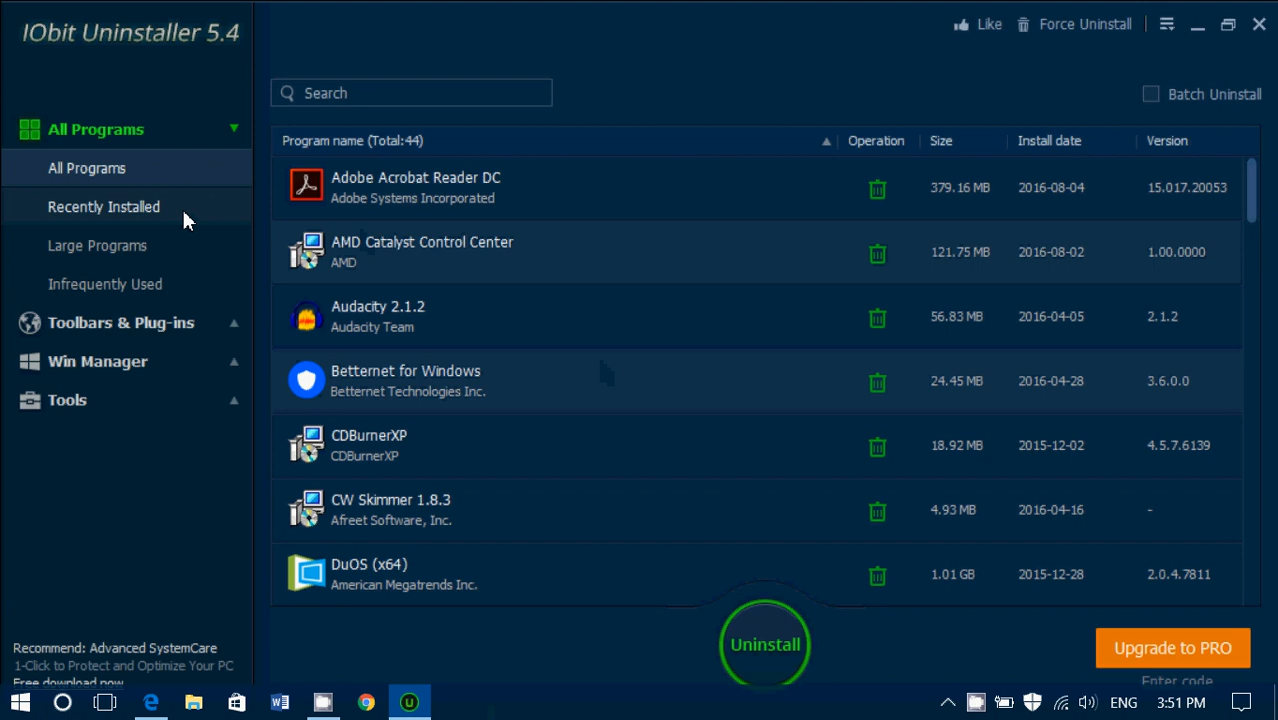 IObit Uninstaller 5.4
Like
Force Uninstall
Search
Batch Uninstall
All Programs
All Programs
Recently Installed
Large Programs
Infrequently Used
Toolbars & Plug-ins
Win Manager
Tools
Program name (Total:44) Operation Size Install date Version
Adobe Acrobat Reader DC
Adobe Systems Incorporated
379.16 MB 2016-08-04 15.017.20053
AMD Catalyst Control Center
AMD
121.75 MB 2016-08-02 1.00.0000
Audacity 2.1.2
Audacity Team
56.83 MB 2016-04-05 2.1.2
Betternet for Windows
Betternet Technologies Inc.
24.45 MB 2016-04-28 3.6.0.0
CDBurnerXP
CDBurnerXP
18.92 MB 2015-12-02 4.5.7.6139
CW Skimmer 1.8.3
Afreet Software, Inc.
4.93 MB 2016-04-16 -
DuOS (x64)
American Megatrends Inc.
1.01 GB 2015-12-28 2.0.4.7811
Uninstall
Upgrade to PRO
Enter code
Recommend: Advanced SystemCare
1-Click to Protect and Optimize Your PC
Free download now
ENG 3:51 PM